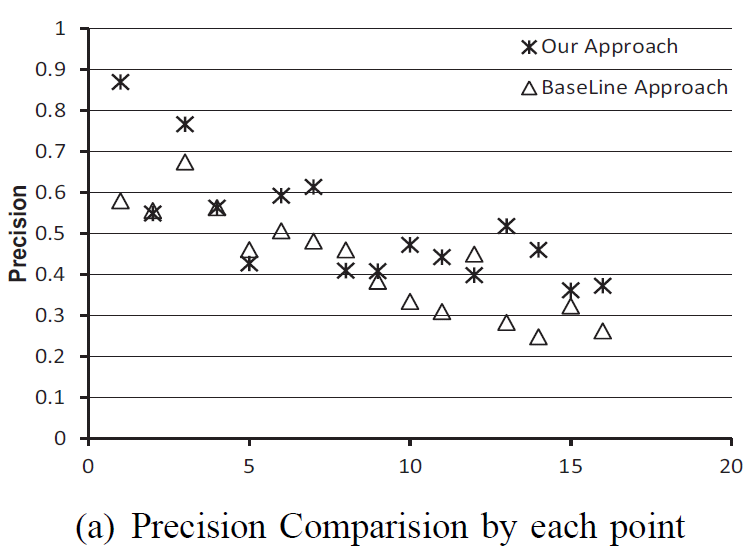 1
0.9
0.8
0.7
0.6
0.5
0.4
0.3
0.2
0.1
0
Precision
Our Approach
BaseLine Approach
0 5 10 15 20
(a) Precision Comparision by each point